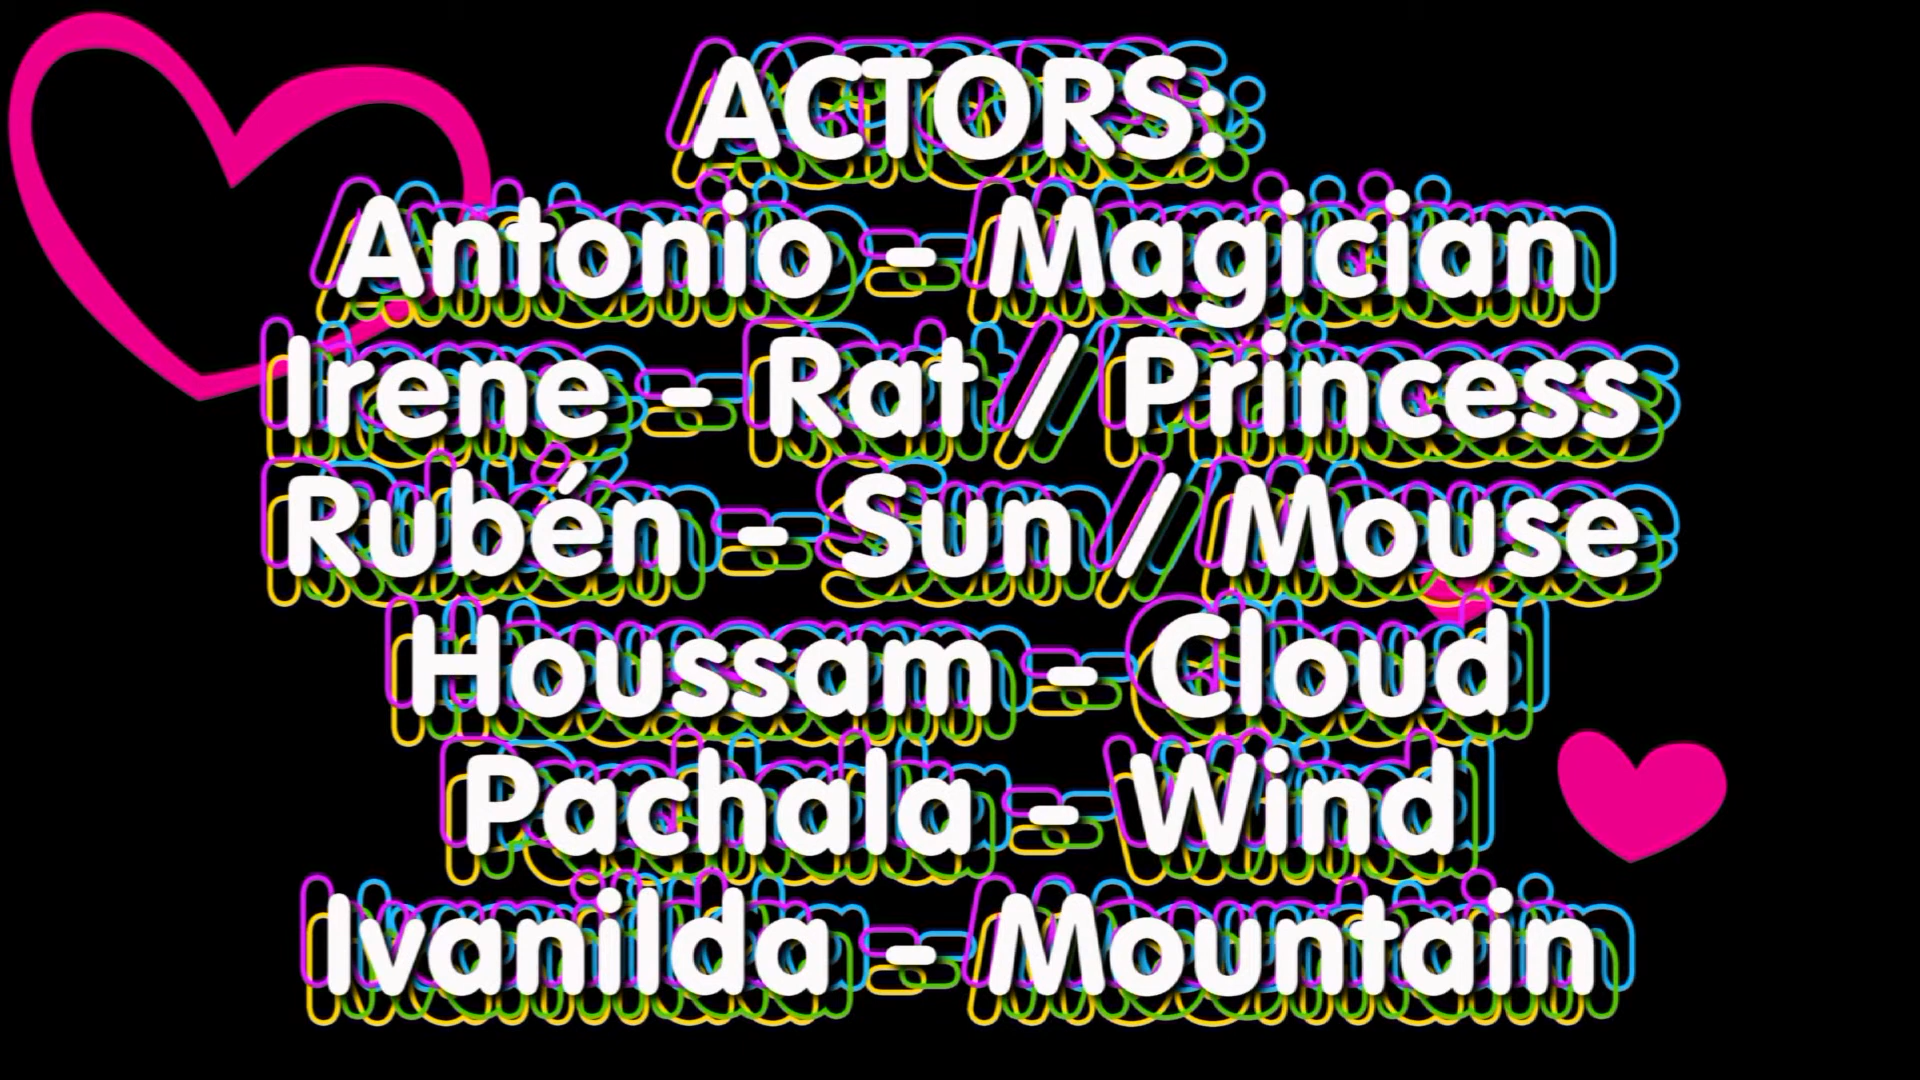 ACTORS:
Antonio - Magician
Irene - Rat / Princess
Rubén - Sun / Mouse
Houssam - Cloud
Pachala - Wind
Ivanilda - Mountain